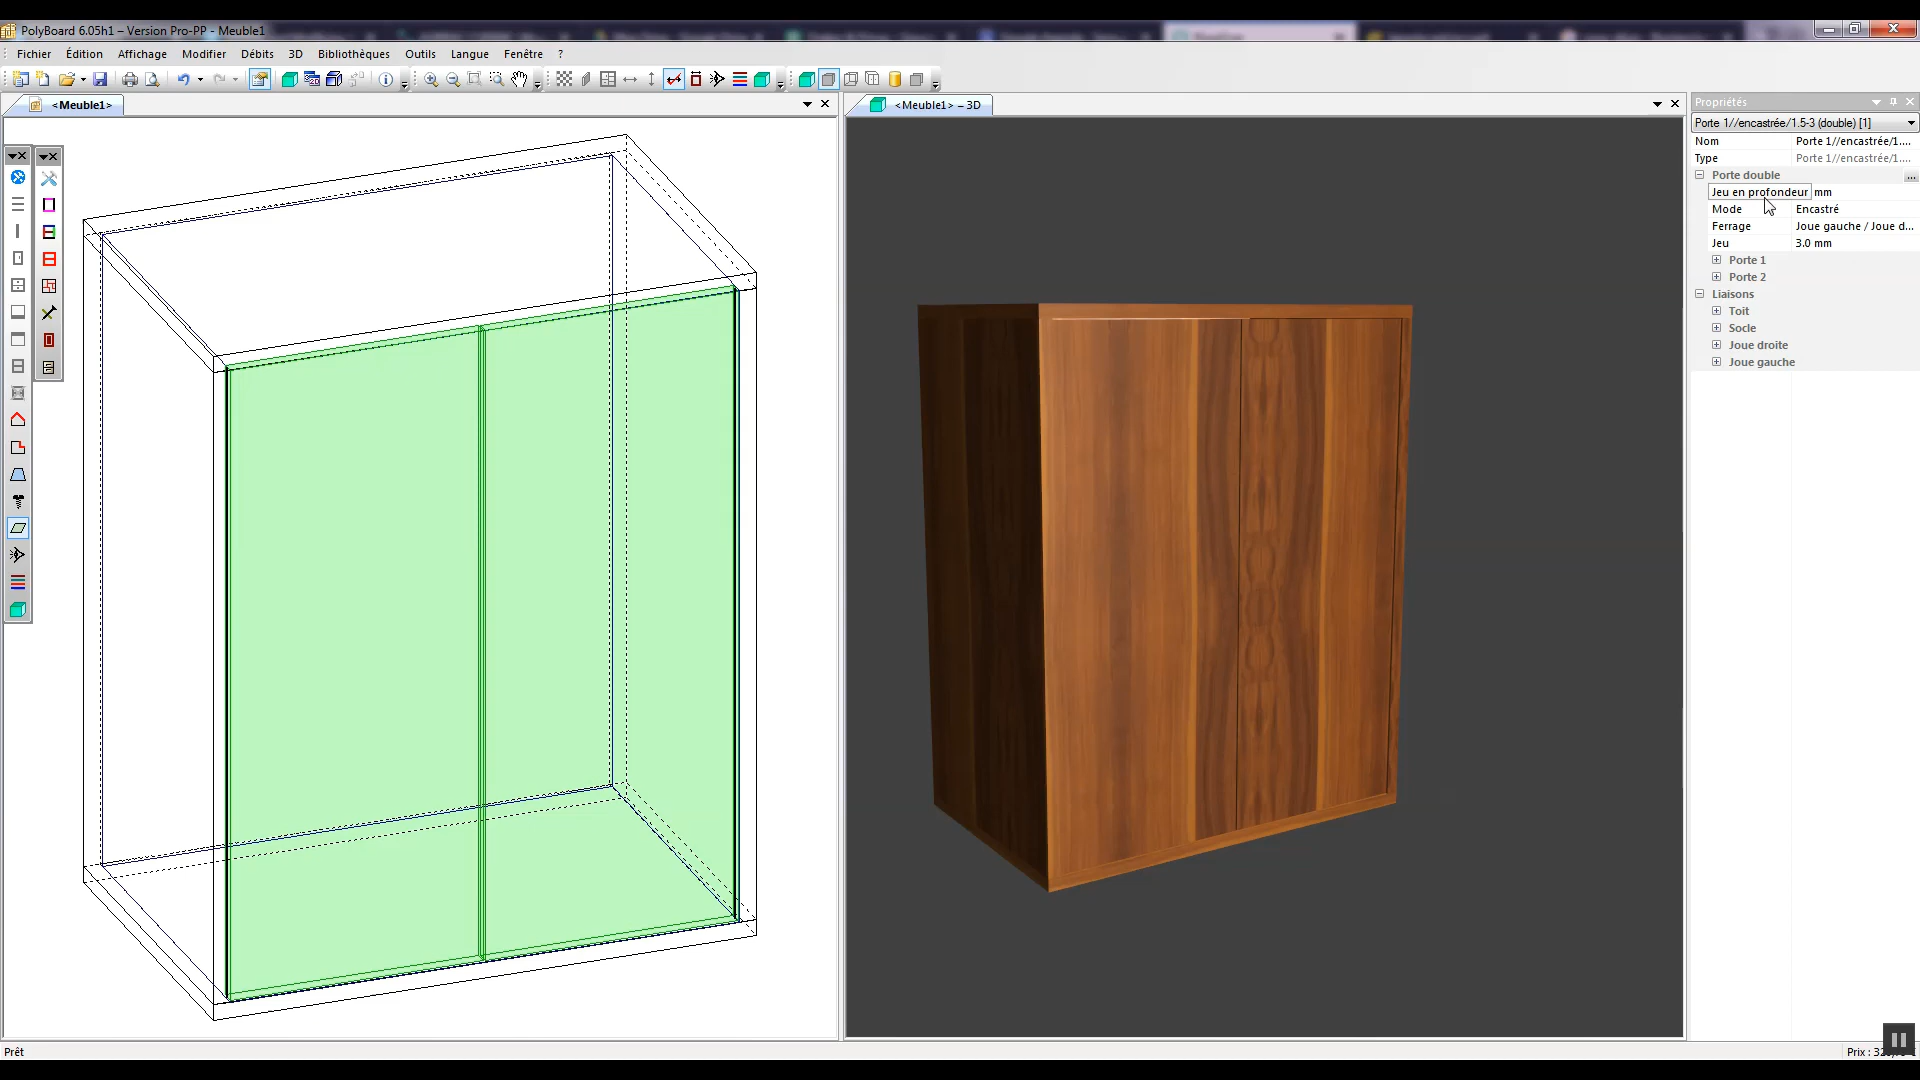 PolyBoard 6.05h1 – Version Pro-PP - Meuble1
Fichier Édition Affichage Modifier Débits 3D Bibliothèques Outils Langue Fenêtre ?
<Meuble1>
<Meuble1> – 3D
Propriétés
Porte 1//encastrée/1.5-3 (double) [1]
Nom Porte 1//encastrée/1....
Type Porte 1//encastrée/1....
Porte double ...
Jeu en profondeur mm
Mode Encastré
Ferrage Joue gauche / Joue d...
Jeu 3.0 mm
Porte 1
Porte 2
Liaisons
Toit
Socle
Joue droite
Joue gauche
Prêt
Prix :